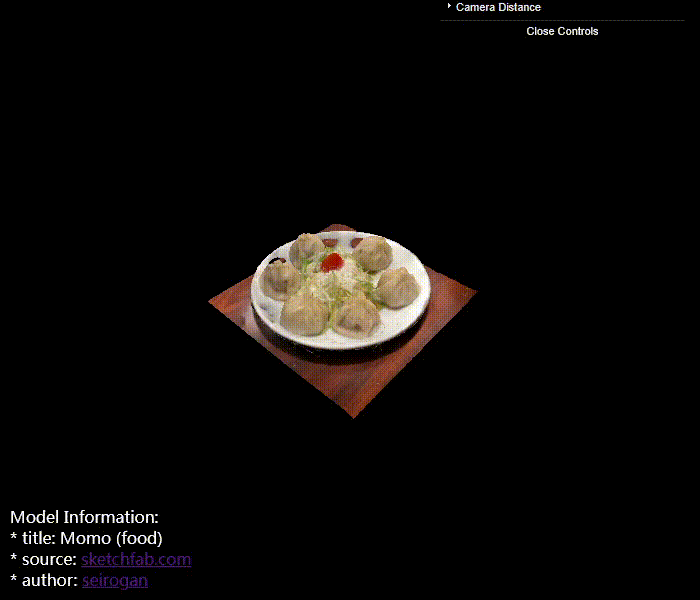 Camera Distance
Close Controls
Model Information:
* title: Momo (food)
* source: sketchfab.com
* author: seirogan